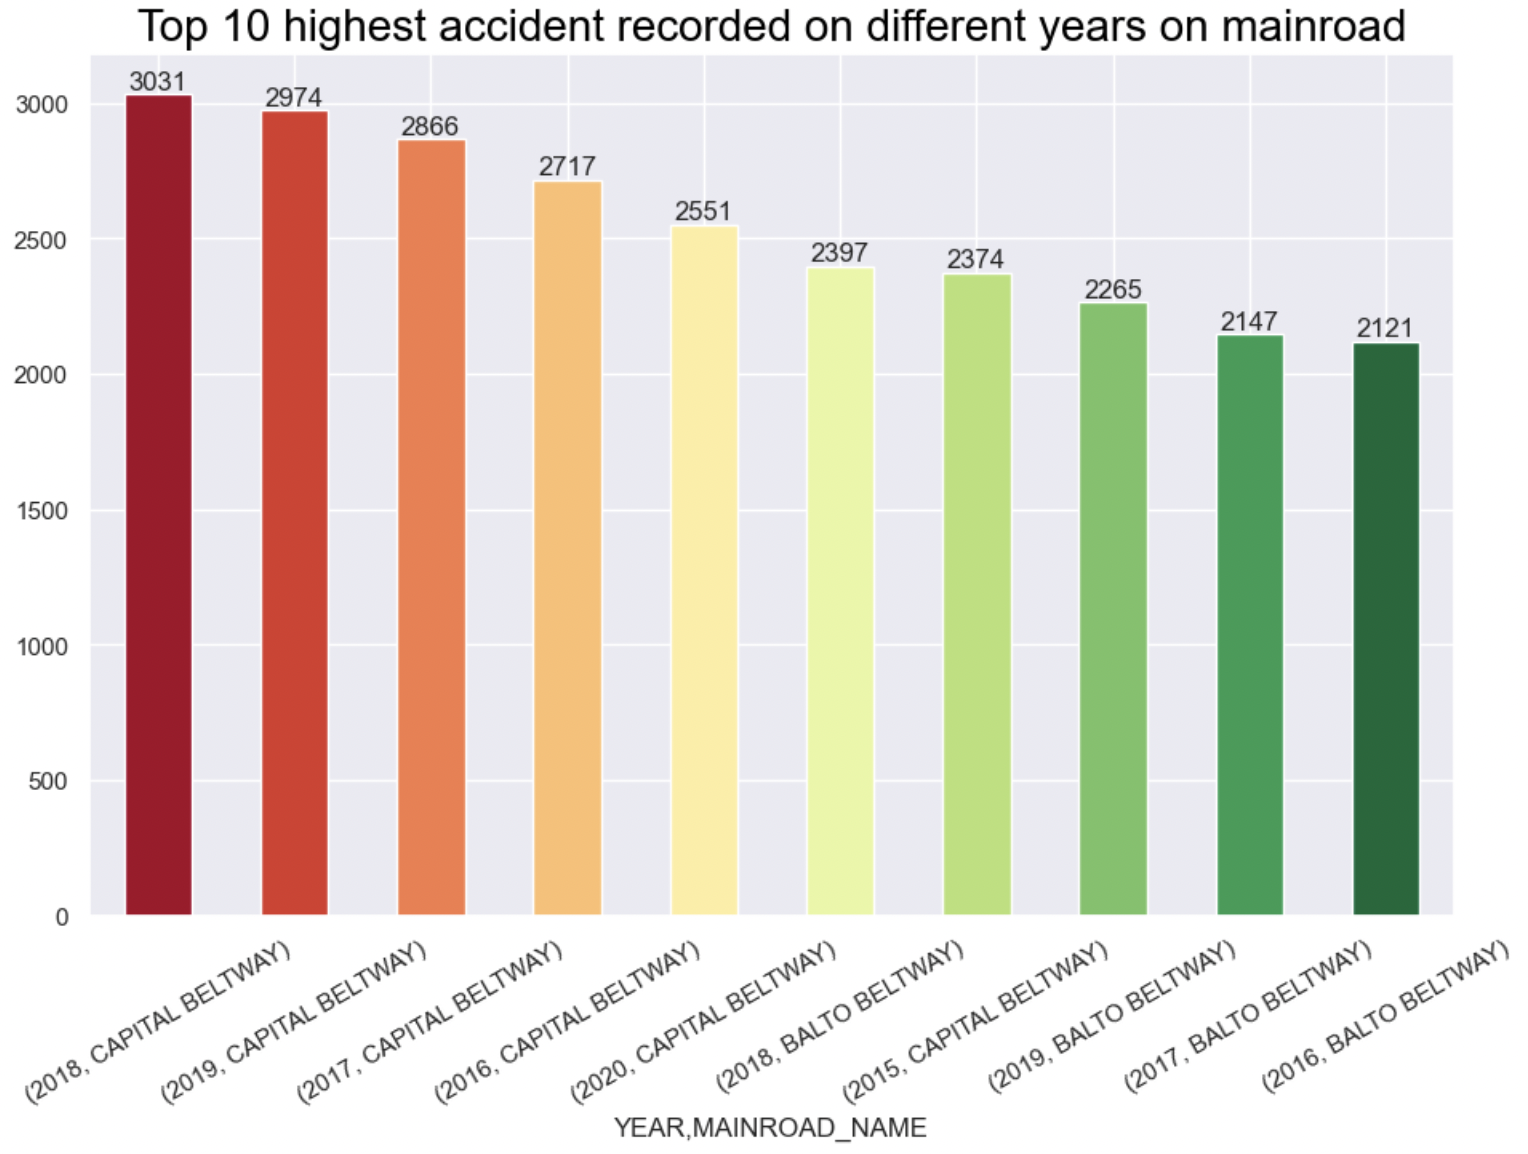 Top 10 highest accident recorded on different years on mainroad
3031
2974
2866
2717
2551
2397
2374
2265
2147
2121
3000
2500
2000
1500
1000
500
0
(2018, CAPITAL BELTWAY)
(2019, CAPITAL BELTWAY)
(2017, CAPITAL BELTWAY)
(2016, CAPITAL BELTWAY)
(2020, CAPITAL BELTWAY)
(2018, BALTO BELTWAY)
(2015, CAPITAL BELTWAY)
(2019, BALTO BELTWAY)
(2017, BALTO BELTWAY)
(2016, BALTO BELTWAY)
YEAR,MAINROAD_NAME